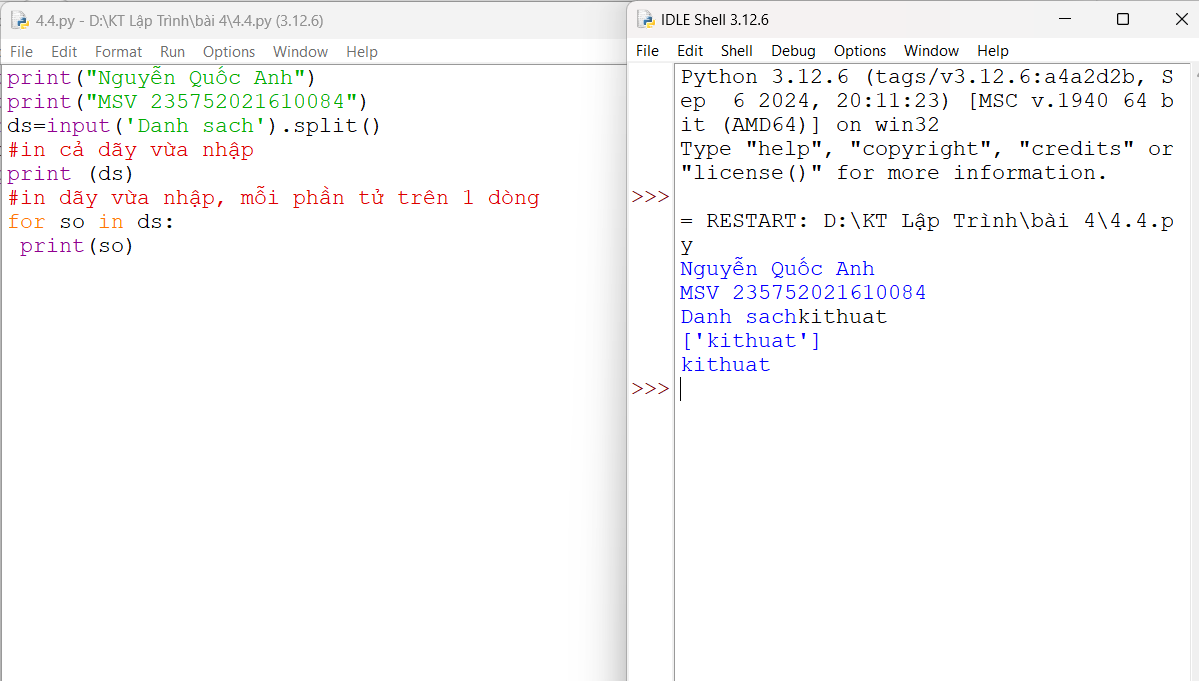 4.4.py - D:\KT Lập Trình\bài 4\4.4.py (3.12.6)
File Edit Format Run Options Window Help
print("Nguyễn Quốc Anh")
print("MSV 235752021610084")
ds=input('Danh sach').split()
#in cả dãy vừa nhập
print (ds)
#in dãy vừa nhập, mỗi phần tử trên 1 dòng
for so in ds:
 print(so)
IDLE Shell 3.12.6
File Edit Shell Debug Options Window Help
Python 3.12.6 (tags/v3.12.6:a4a2d2b, S
ep  6 2024, 20:11:23) [MSC v.1940 64 b
it (AMD64)] on win32
Type "help", "copyright", "credits" or
"license()" for more information.
>>>
= RESTART: D:\KT Lập Trình\bài 4\4.4.p
y
Nguyễn Quốc Anh
MSV 235752021610084
Danh sachkithuat
['kithuat']
kithuat
>>>